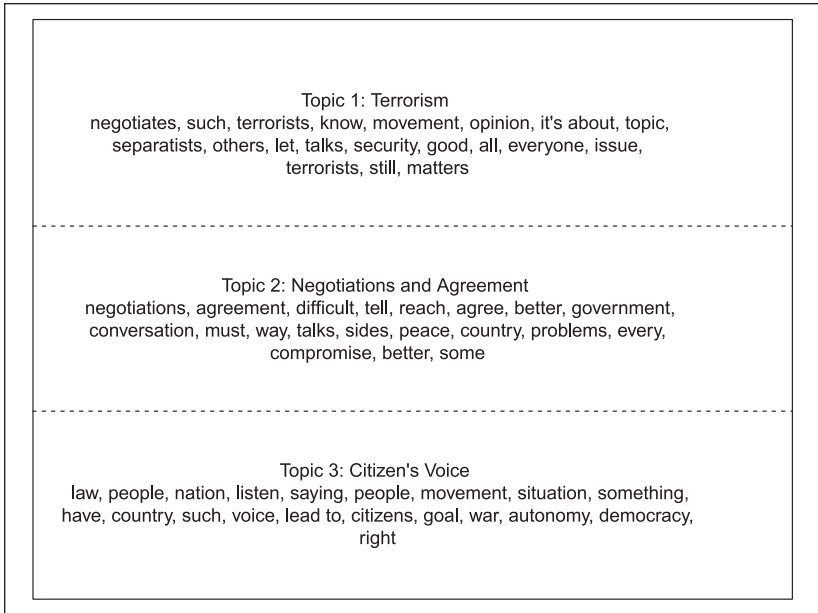 Topic 1: Terrorism
negotiates, such, terrorists, know, movement, opinion, it's about, topic,
separatists, others, let, talks, security, good, all, everyone, issue,
terrorists, still, matters
Topic 2: Negotiations and Agreement
negotiations, agreement, difficult, tell, reach, agree, better, government,
conversation, must, way, talks, sides, peace, country, problems, every,
compromise, better, some
Topic 3: Citizen's Voice
law, people, nation, listen, saying, people, movement, situation, something,
have, country, such, voice, lead to, citizens, goal, war, autonomy, democracy,
right